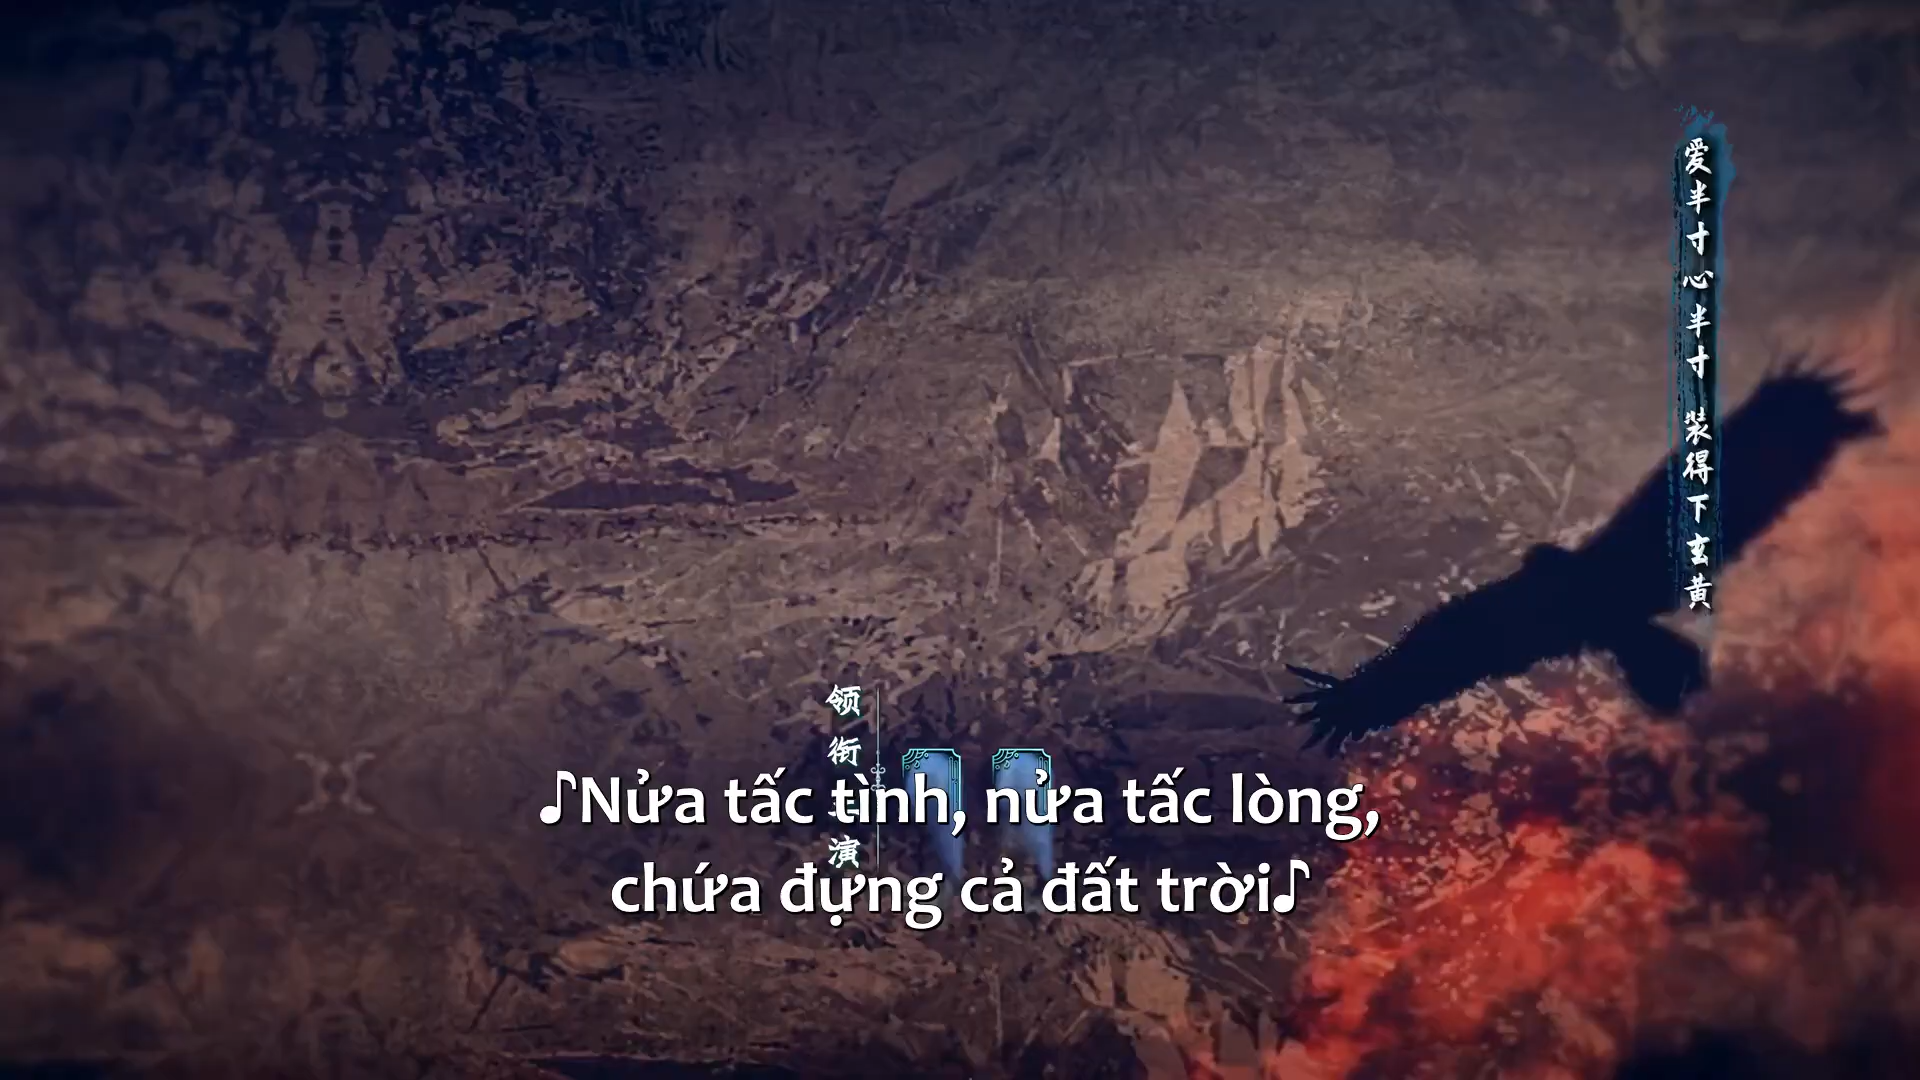 爱半寸心半寸 装得下玄黄
领衔主演
♪Nửa tấc tình, nửa tấc lòng,
chứa đựng cả đất trời♪